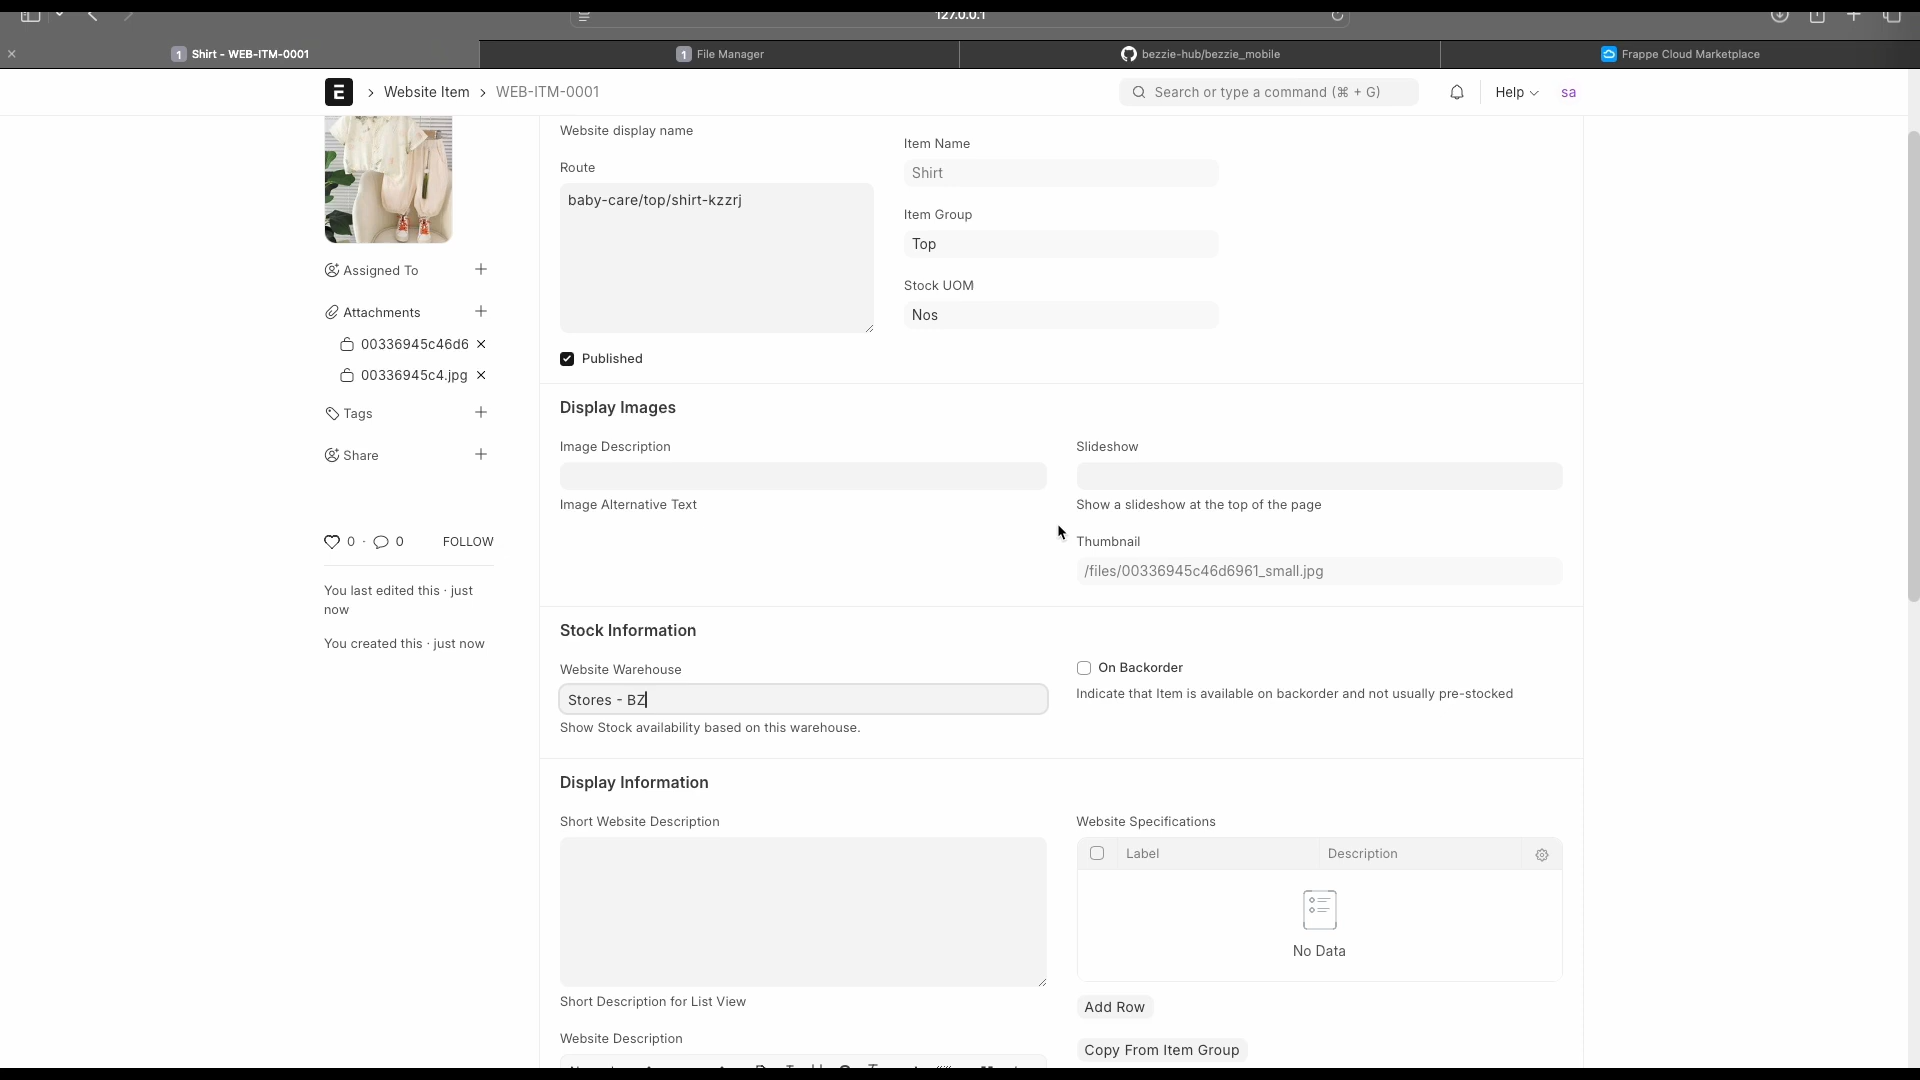 127.0.0.1
1 Shirt - WEB-ITM-0001
1 File Manager
bezzie-hub/bezzie_mobile
Frappe Cloud Marketplace
E
Website Item
WEB-ITM-0001
Search or type a command (⌘ + G)
Help
sa
Website display name
Route
baby-care/top/shirt-kzzrj
Published
Item Name
Shirt
Item Group
Top
Stock UOM
Nos
Assigned To
Attachments
00336945c46d6
00336945c4.jpg
Tags
Share
0 · 0 FOLLOW
You last edited this · just
now
You created this · just now
Display Images
Image Description
Image Alternative Text
Slideshow
Show a slideshow at the top of the page
Thumbnail
/files/00336945c46d6961_small.jpg
Stock Information
Website Warehouse
Stores - BZ
Show Stock availability based on this warehouse.
On Backorder
Indicate that Item is available on backorder and not usually pre-stocked
Display Information
Short Website Description
Short Description for List View
Website Description
Website Specifications
Label
Description
No Data
Add Row
Copy From Item Group